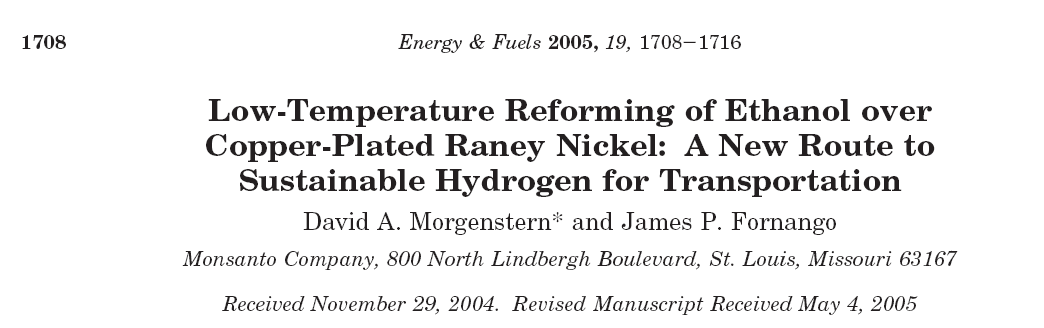 1708
Energy & Fuels 2005, 19, 1708−1716
Low-Temperature Reforming of Ethanol over
Copper-Plated Raney Nickel: A New Route to
Sustainable Hydrogen for Transportation
David A. Morgenstern* and James P. Fornango
Monsanto Company, 800 North Lindbergh Boulevard, St. Louis, Missouri 63167
Received November 29, 2004. Revised Manuscript Received May 4, 2005